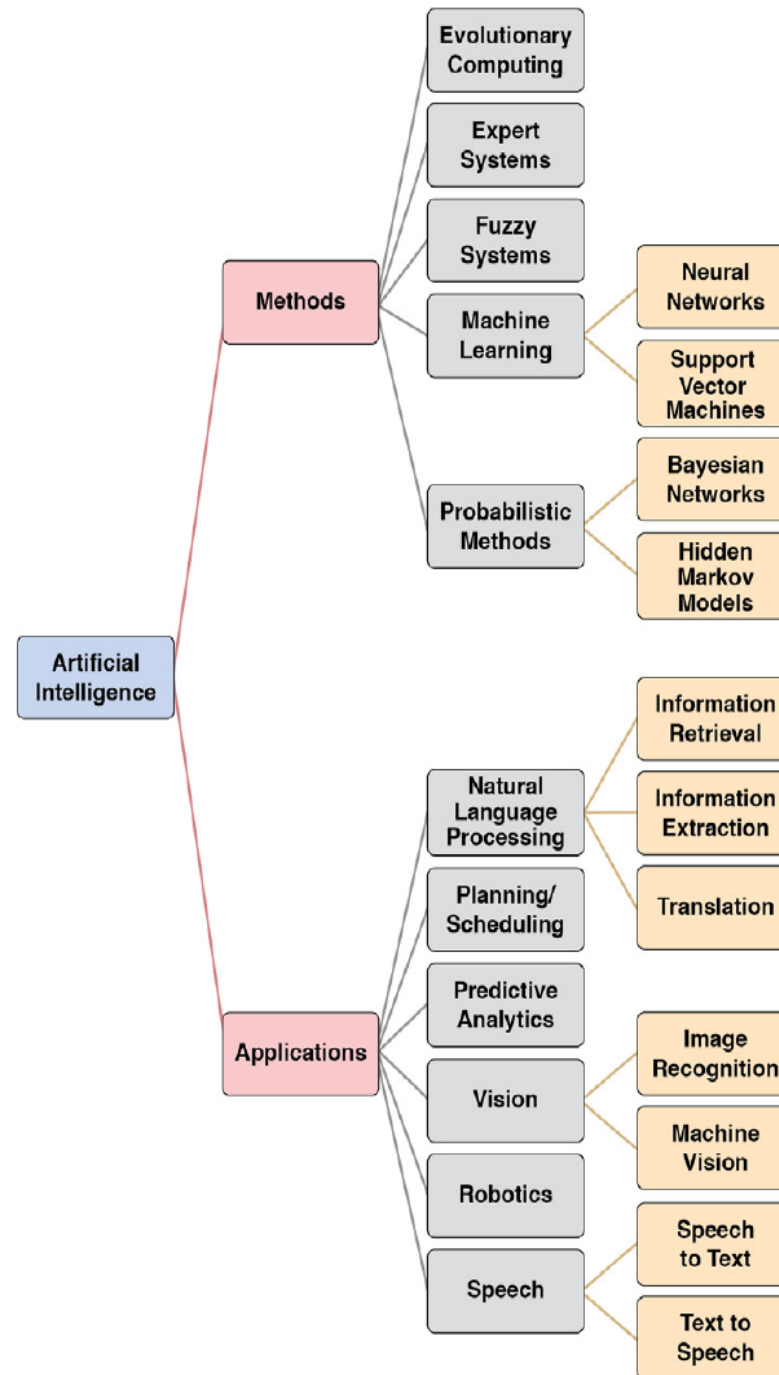 Evolutionary
Computing
Expert
Systems
Fuzzy
Systems
Methods
Machine
Learning
Neural
Networks
Support
Vector
Machines
Probabilistic
Methods
Bayesian
Networks
Hidden
Markov
Models
Artificial
Intelligence
Natural
Language
Processing
Information
Retrieval
Information
Extraction
Translation
Planning/
Scheduling
Predictive
Analytics
Applications
Vision
Image
Recognition
Machine
Vision
Robotics
Speech
Speech
to Text
Text to
Speech